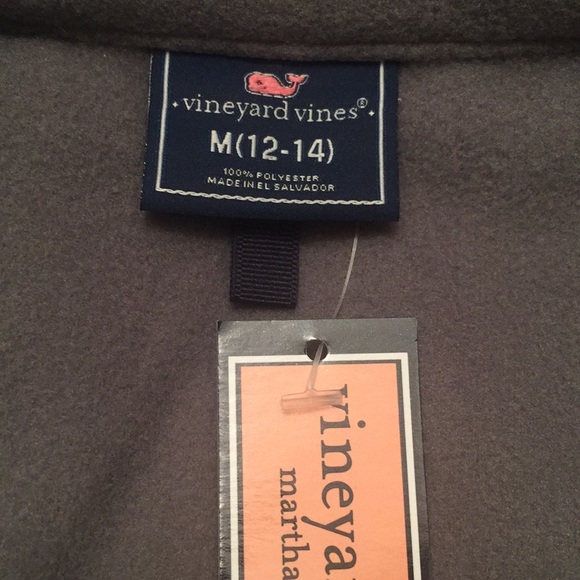 vineyard vines®
M(12-14)
100% POLYESTER
MADE IN EL SALVADOR
vineya
martha